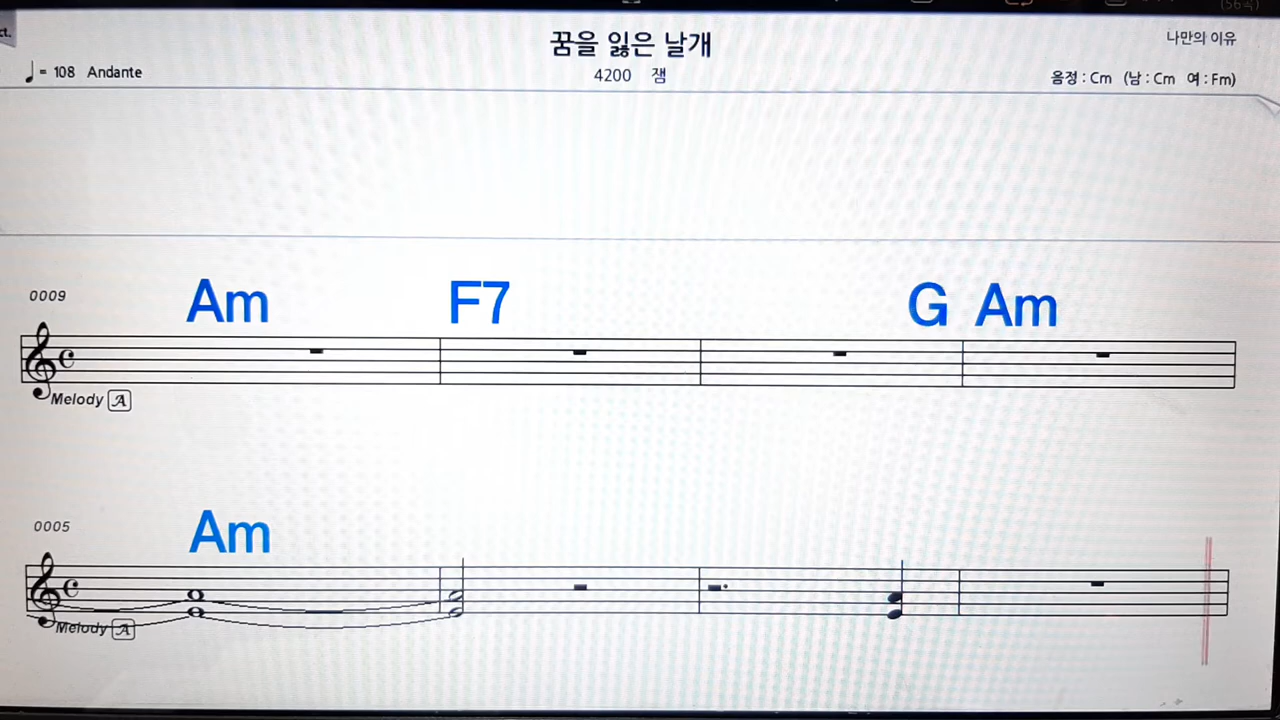 ct.
꿈을 잃은 날개
나만의 이유
= 108 Andante
4200 잼
음정 : Cm (남 : Cm 여 : Fm)
0009
Am F7 G Am
Melody A
0005
Am
Melody A